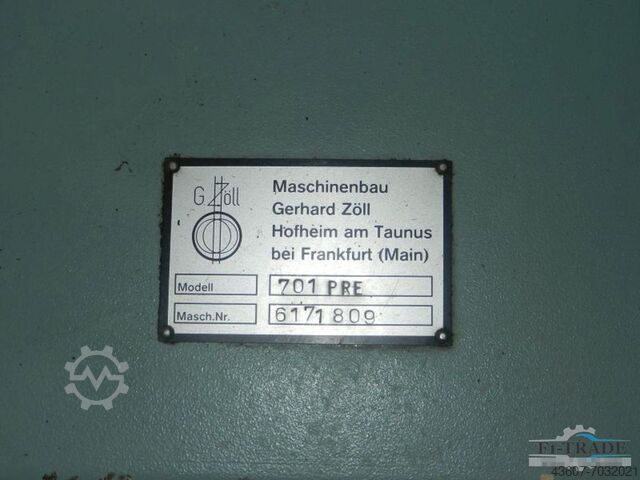 G Zöll
Maschinenbau
Gerhard Zöll
Hofheim am Taunus
bei Frankfurt (Main)
Modell 701 PRE
Masch.Nr. 6171809
F1-TRADE
43607-7032021